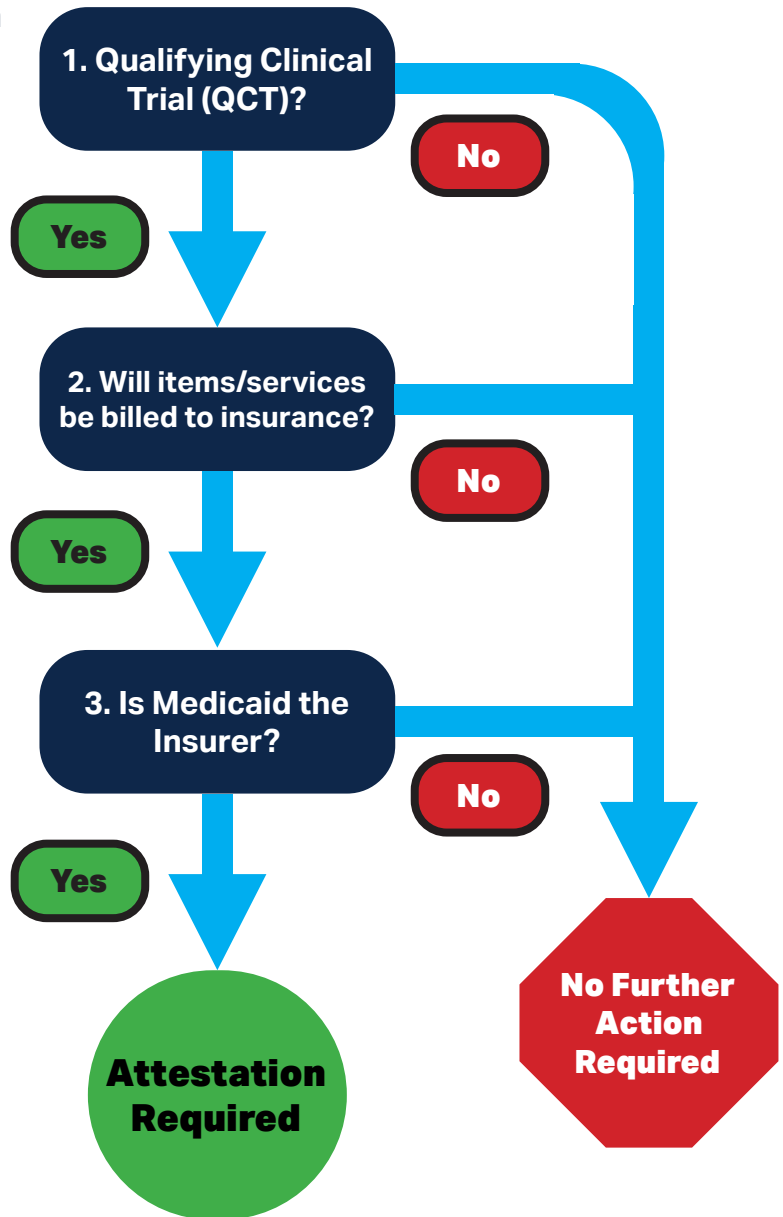 1. Qualifying Clinical
Trial (QCT)?
No
Yes
2. Will items/services
be billed to insurance?
No
Yes
3. Is Medicaid the
Insurer?
No
Yes
No Further
Action
Required
Attestation
Required